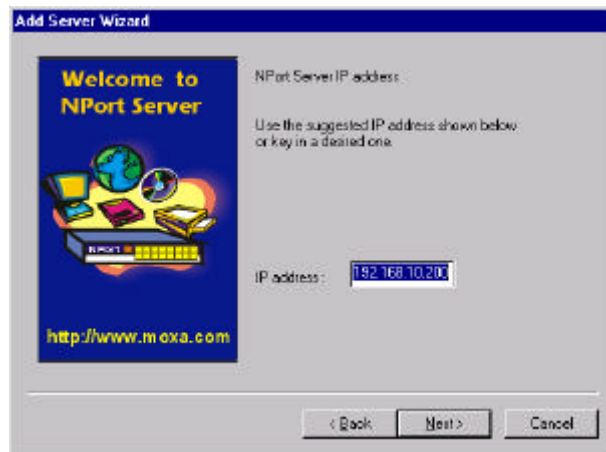 Add Server Wizard
Welcome to
NPort Server
NPort
http://www.moxa.com
NPort Server IP address
Use the suggested IP address shown below
or key in a desired one.
IP address :
192.168.10.200
< Back
Next >
Cancel